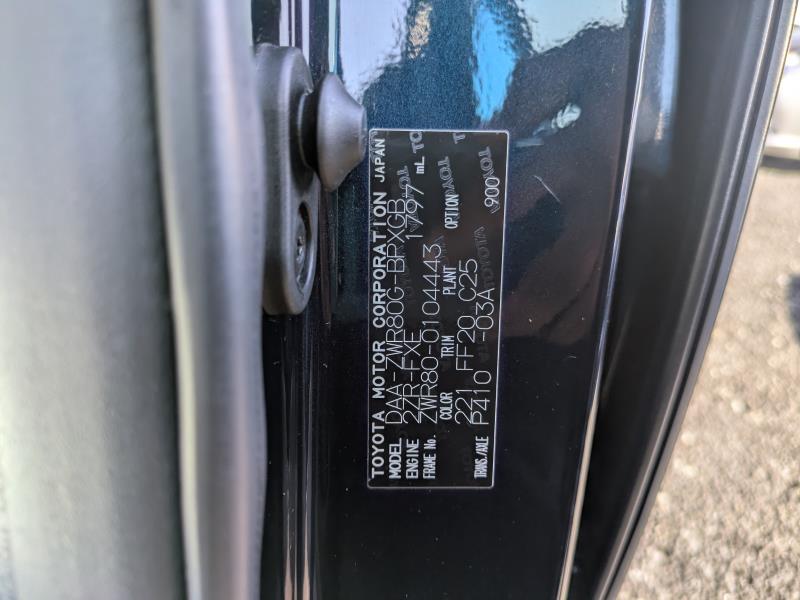 TOYOTA MOTOR CORPORATION JAPAN
MODEL DAA-ZWR80G-BPXGB
ENGINE 2ZR-FXE 1797 mL
FRAME No. ZWR80-0104443
COLOR TRIM PLANT OPTION
221 FF20 C25 900
TRANS./AXLE P410 -03A